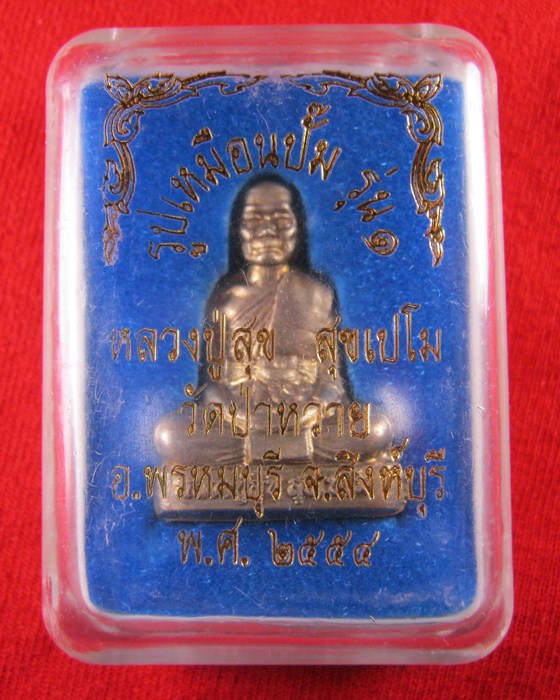 รูปเหมือนปั๊ม รุ่น ๑
หลวงปู่สุข สุขเปโม
วัดป่าหวาย
อ.พรหมบุรี จ.สิงห์บุรี
พ.ศ. ๒๕๕๔